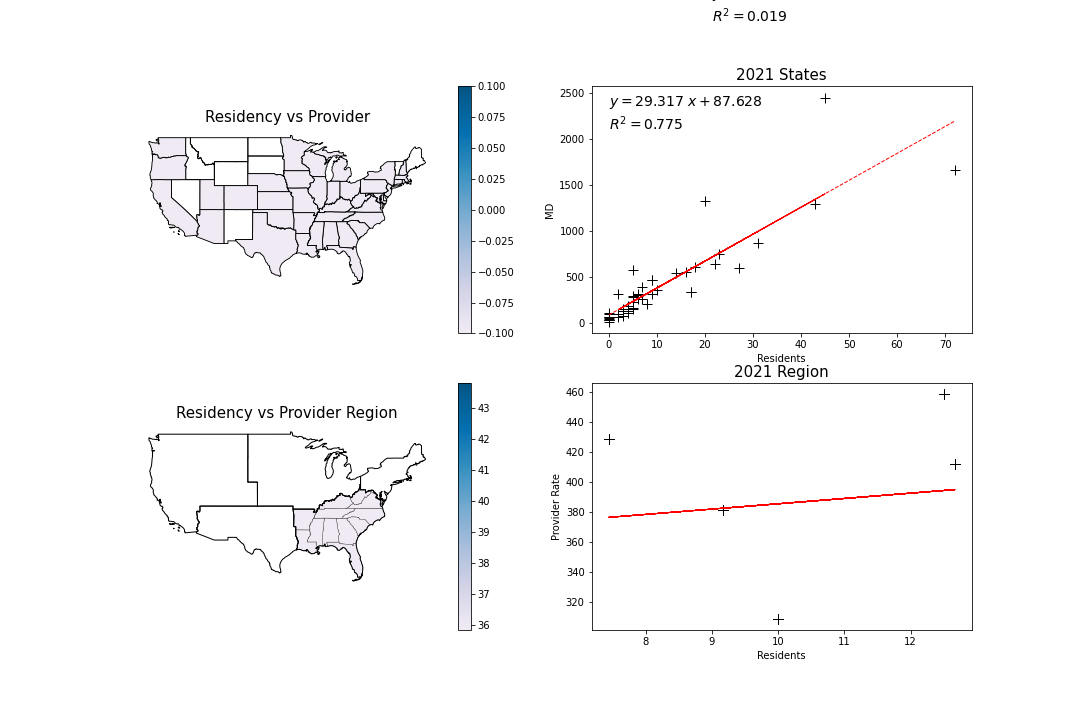 R² = 0.019
2021 States
y = 29.317 x + 87.628
R² = 0.775
2500
2000
1500
1000
500
0
MD
0 10 20 30 40 50 60 70
Residents
Residency vs Provider
0.100
0.075
0.050
0.025
0.000
−0.025
−0.050
−0.075
−0.100
2021 Region
460
440
420
400
380
360
340
320
Provider Rate
8 9 10 11 12
Residents
Residency vs Provider Region
43
42
41
40
39
38
37
36